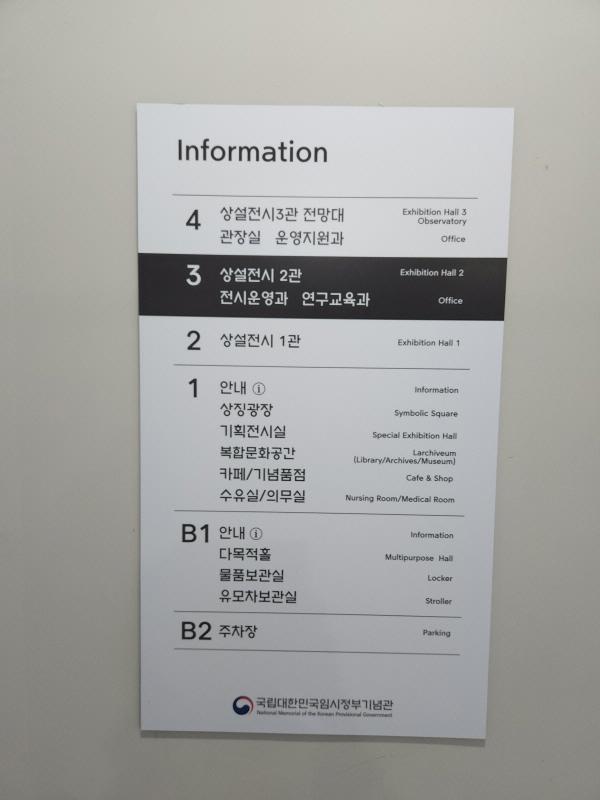 Information
4 상설전시3관 전망대 Exhibition Hall 3 Observatory
관장실 운영지원과 Office
3 상설전시 2관 Exhibition Hall 2
전시운영과 연구교육과 Office
2 상설전시 1관 Exhibition Hall 1
1 안내 ⓘ Information
상징광장 Symbolic Square
기획전시실 Special Exhibition Hall
복합문화공간 Larchiveum (Library/Archives/Museum)
카페/기념품점 Cafe & Shop
수유실/의무실 Nursing Room/Medical Room
B1 안내 ⓘ Information
다목적홀 Multipurpose Hall
물품보관실 Locker
유모차보관실 Stroller
B2 주차장 Parking
국립대한민국임시정부기념관
National Memorial of the Korean Provisional Government